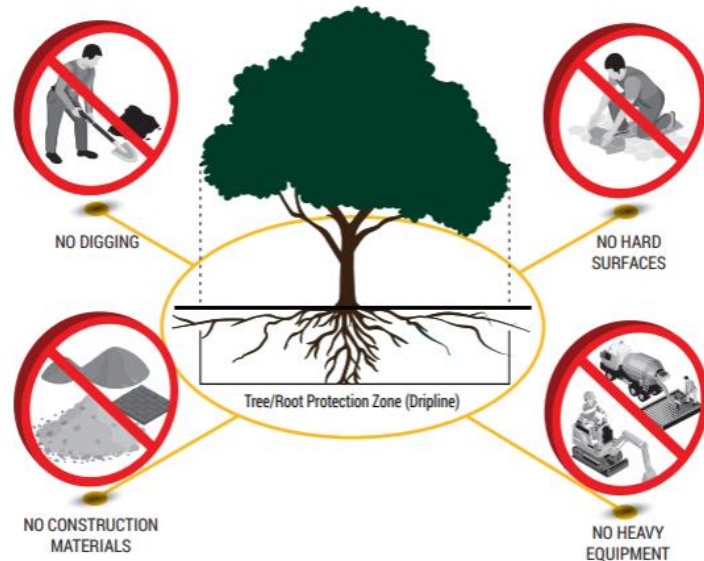 NO DIGGING
NO HARD
SURFACES
Tree/Root Protection Zone (Dripline)
NO CONSTRUCTION
MATERIALS
NO HEAVY
EQUIPMENT